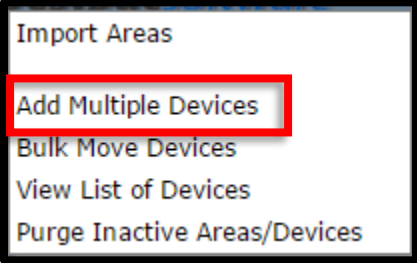 Import Areas
Add Multiple Devices
Bulk Move Devices
View List of Devices
Purge Inactive Areas/Devices